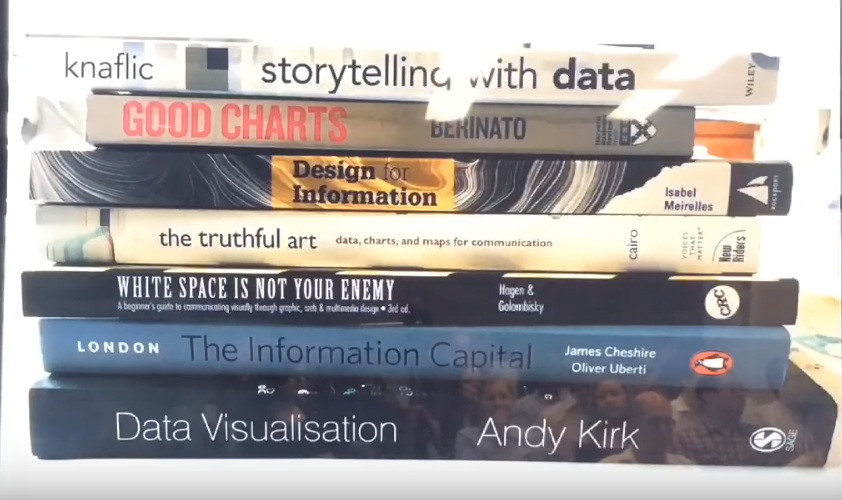 knaflic storytelling with data WILEY
GOOD CHARTS BERINATO
Design for
Information
Isabel
Meirelles
ROCKPORT
the truthful art data, charts, and maps for communication cairo
VOICES
THAT
MATTER™
New
Riders
WHITE SPACE IS NOT YOUR ENEMY
A beginner's guide to communicating visually through graphic, web & multimedia design • 3rd ed.
Hagen &
Golombisky
CRC
LONDON The Information Capital
James Cheshire
Oliver Uberti
Data Visualisation Andy Kirk
SAGE